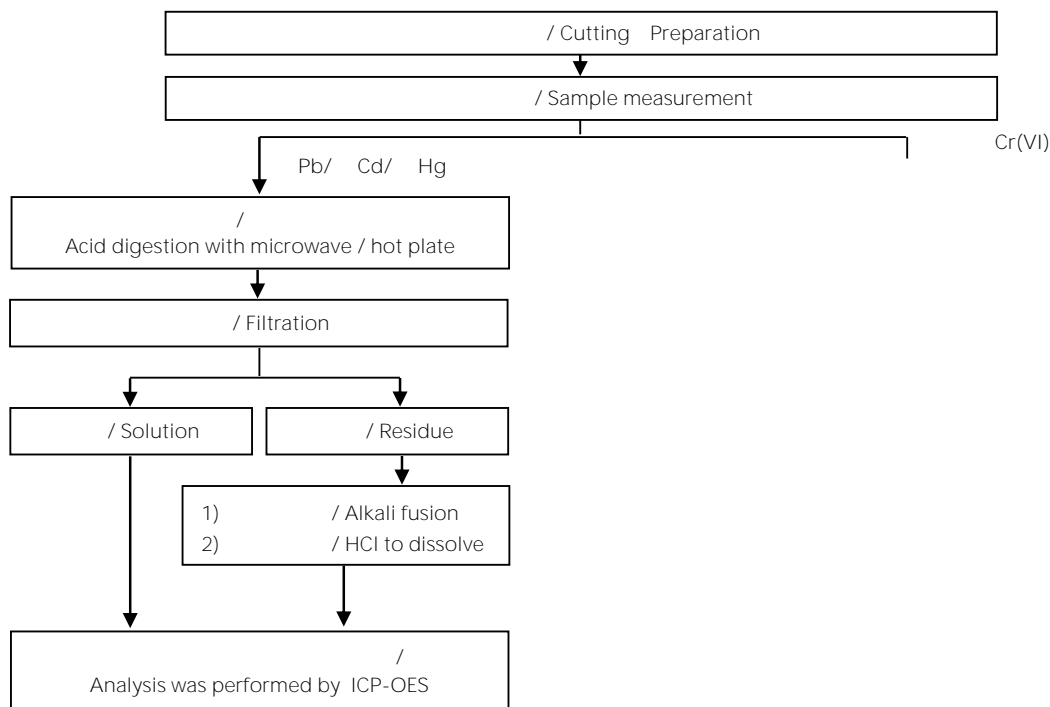 / Cutting Preparation
/ Sample measurement
Cr(VI)
Pb/ Cd/ Hg
/
Acid digestion with microwave / hot plate
/ Filtration
/ Solution
/ Residue
1) / Alkali fusion
2) / HCl to dissolve
/
Analysis was performed by ICP-OES